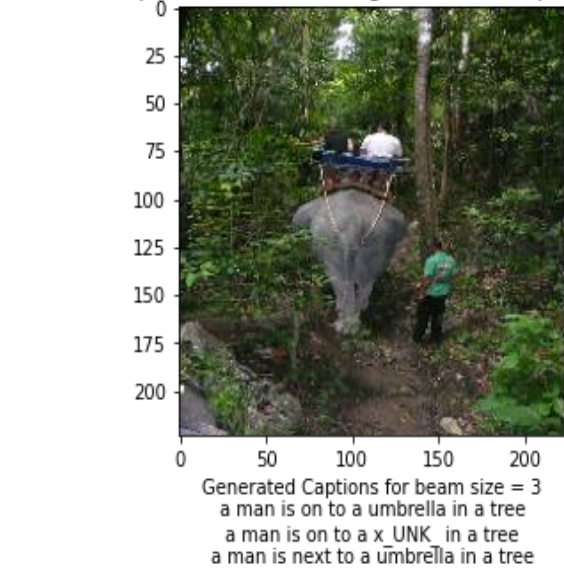 0
25
50
75
100
125
150
175
200
0 50 100 150 200
Generated Captions for beam size = 3
a man is on to a umbrella in a tree
a man is on to a x_UNK_ in a tree
a man is next to a umbrella in a tree